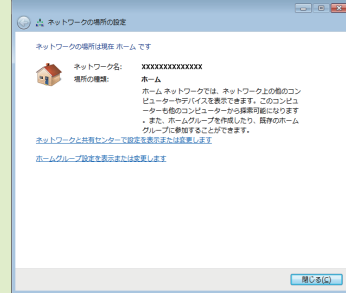 ネットワークの場所の設定
ネットワークの場所は現在 ホーム です
ネットワーク名: XXXXXXXXXXXXXX
場所の種類: ホーム
ホーム ネットワークでは、ネットワーク上の他のコン
ピューターやデバイスを表示できます。このコンピュ
ーターも他のコンピューターから探索可能になります
。また、ホームグループを作成したり、既存のホーム
グループに参加することができます。
ネットワークと共有センターで設定を表示または変更します
ホームグループ設定を表示または変更します
閉じる(C)